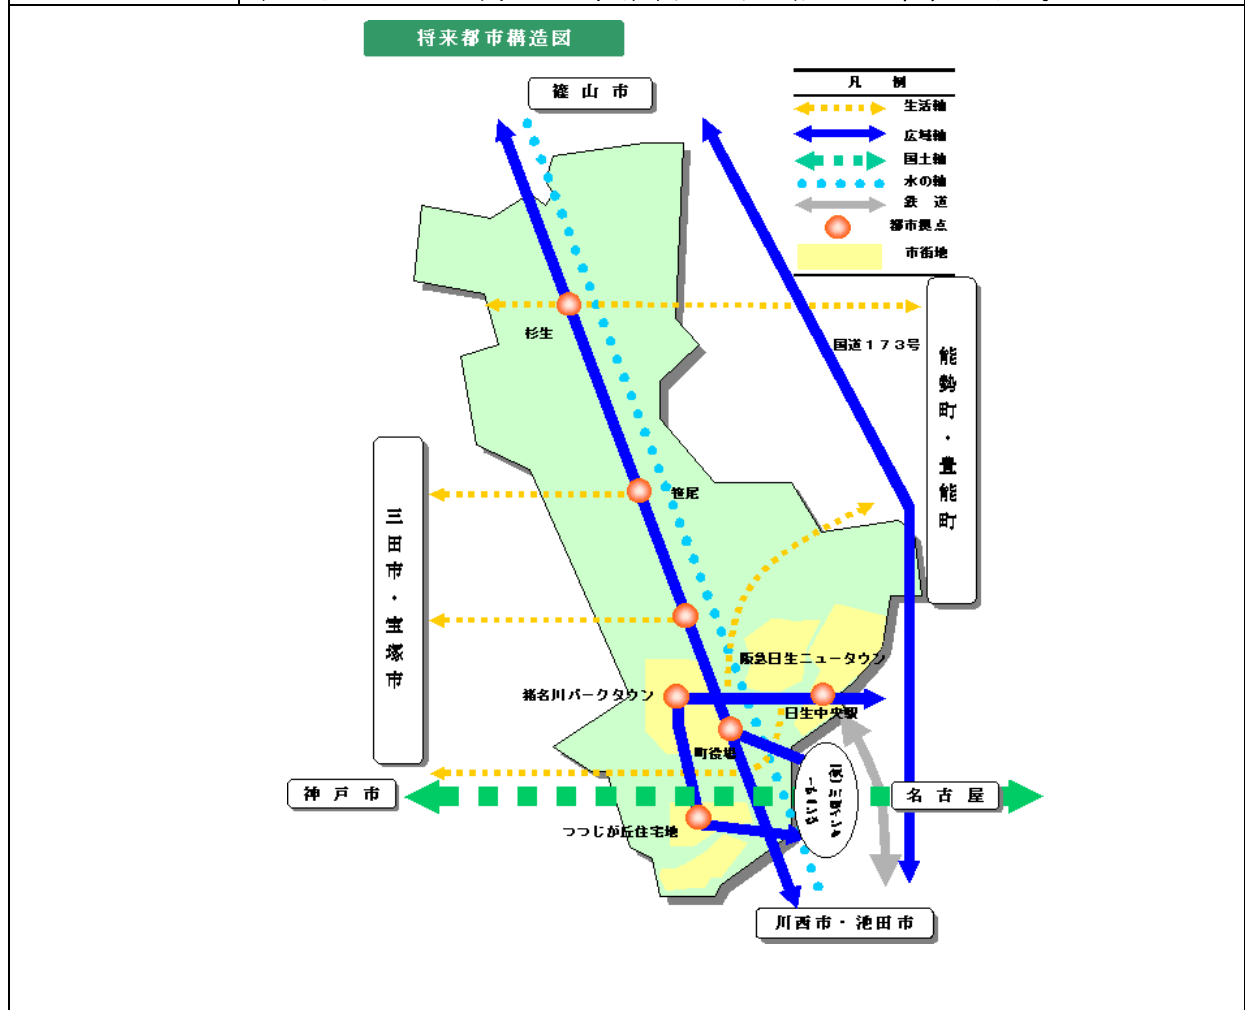 将来都市構造図
篠山市
凡 例
生活軸
広域軸
国土軸
水の軸
鉄 道
都市拠点
市街地
杉生
国道173号
能勢町・豊能町
笹尾
三田市・宝塚市
阪急日生ニュータウン
猪名川パークタウン
日生中央駅
町役場
神戸市
名古屋
つつじが丘住宅地
川西市・池田市